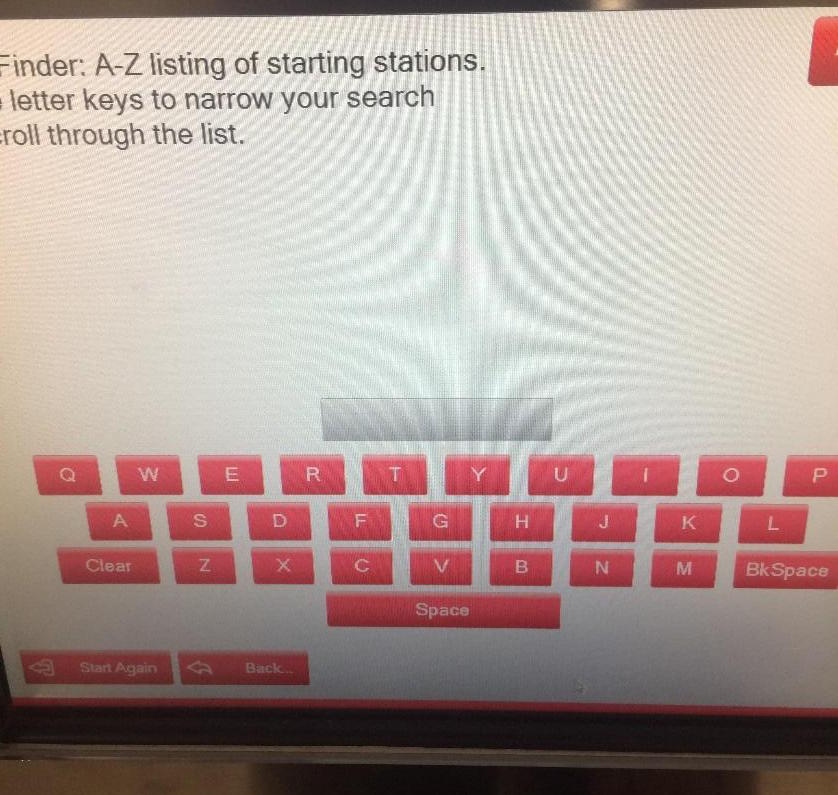 Finder: A-Z listing of starting stations.
letter keys to narrow your search
roll through the list.
Q W E R T Y U I O P
A S D F G H J K L
Clear Z X C V B N M BkSpace
Space
Start Again Back...